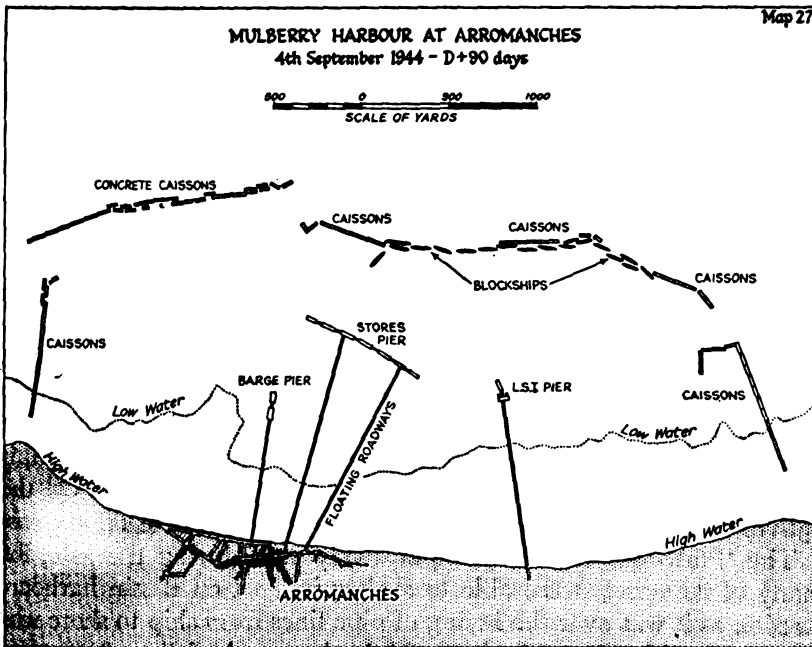 Map 27
MULBERRY HARBOUR AT ARROMANCHES
4th September 1944 – D+90 days
500 0 500 1000
SCALE OF YARDS
CONCRETE CAISSONS
CAISSONS
CAISSONS
BLOCKSHIPS
CAISSONS
CAISSONS
STORES
PIER
BARGE PIER
L.S.I PIER
CAISSONS
Low Water
FLOATING ROADWAYS
Low Water
High Water
High Water
ARROMANCHES